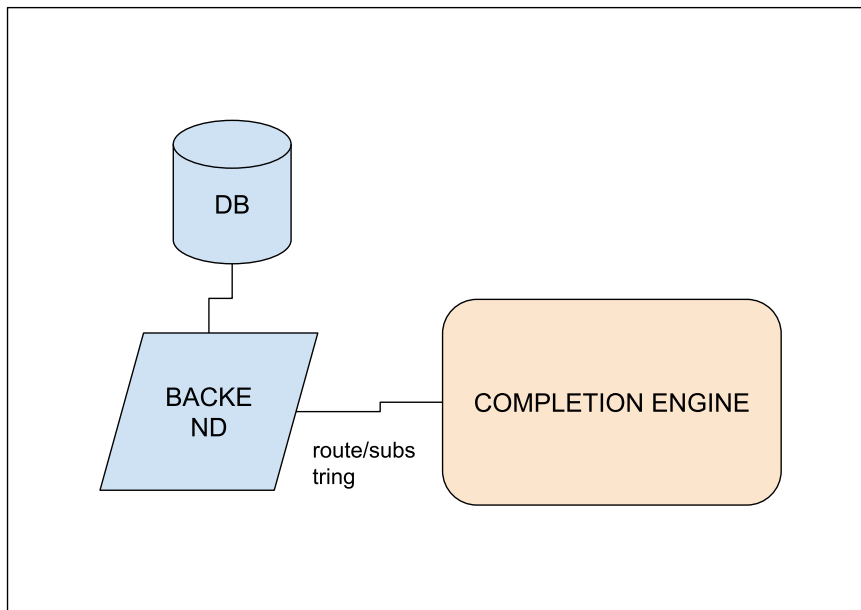 DB
BACKE
ND
route/subs
tring
COMPLETION ENGINE